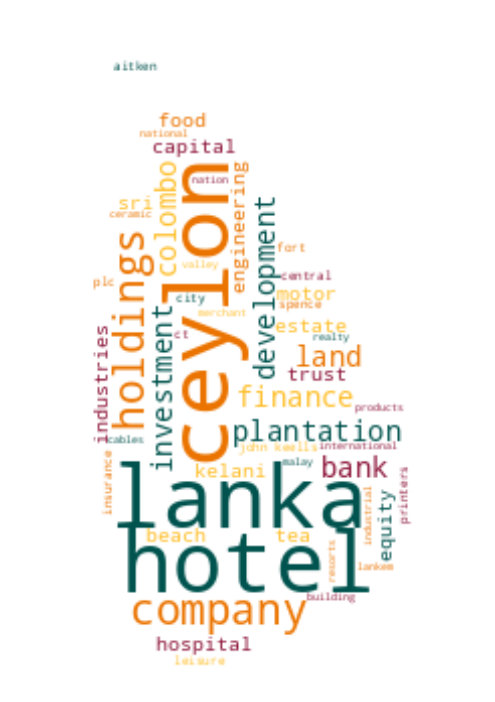 aitken
food
national
capital
nation
colombo
ceylon
engineering
sri
ceramic
development
holdings
fort
valley
central
plc
city
motor
spence
merchant
investment
estate
ct
realty
industries
land
trust
finance
products
plantation
cables
john keells
international
malay
bank
kelani
insurance
lanka
printers
industrial
equity
beach
tea
hotel
resorts
lankem
building
company
hospital
leisure